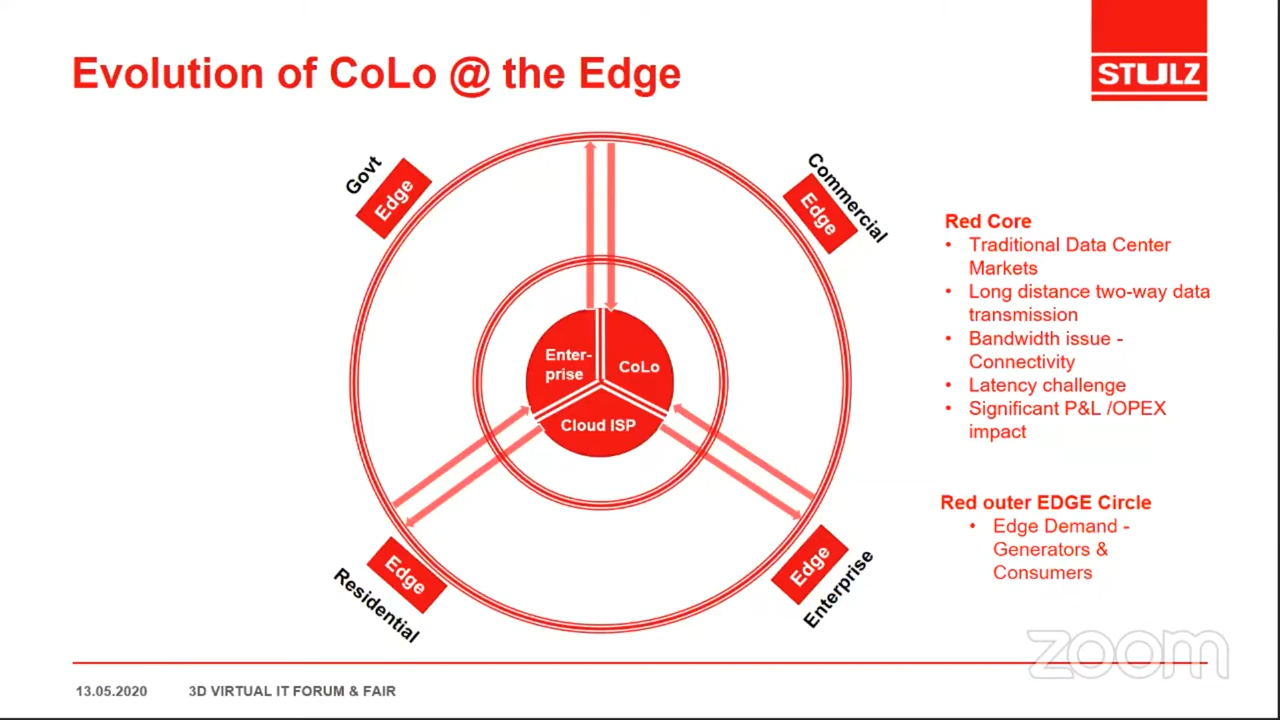 Evolution of CoLo @ the Edge
STULZ
Govt
Edge
Commercial
Edge
Enter-
prise
CoLo
Cloud ISP
Residential
Edge
Edge
Enterprise
Red Core
• Traditional Data Center
Markets
• Long distance two-way data
transmission
• Bandwidth issue -
Connectivity
• Latency challenge
• Significant P&L /OPEX
impact
Red outer EDGE Circle
• Edge Demand -
Generators &
Consumers
zoom
13.05.2020
3D VIRTUAL IT FORUM & FAIR